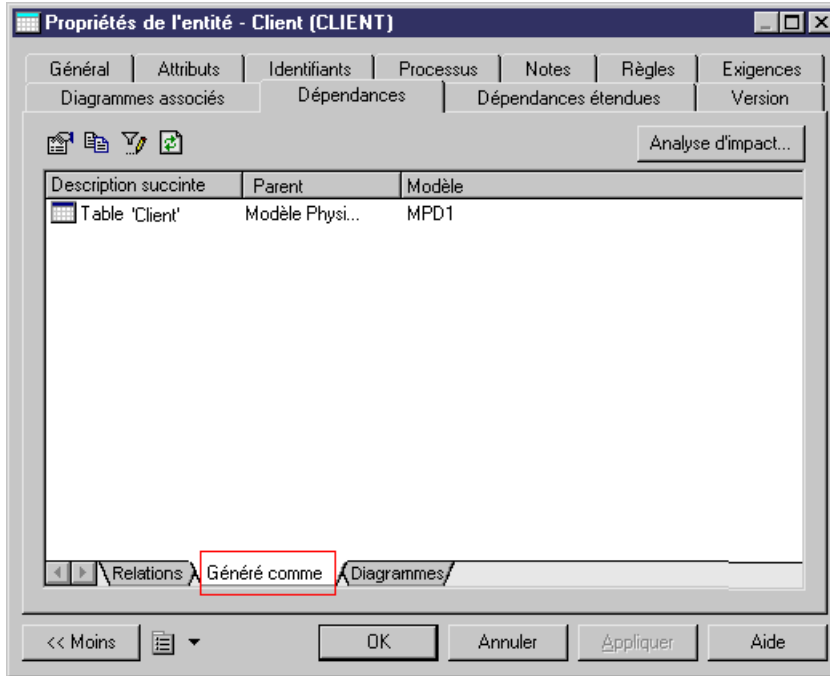 Propriétés de l'entité - Client (CLIENT)
Général Attributs Identifiants Processus Notes Règles Exigences
Diagrammes associés Dépendances Dépendances étendues Version
Analyse d'impact...
Description succinte Parent Modèle
Table 'Client' Modèle Physi... MPD1
Relations Généré comme Diagrammes
<< Moins OK Annuler Appliquer Aide